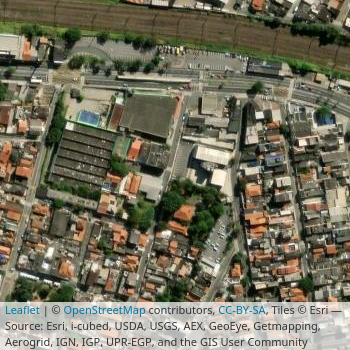 Leaflet | © OpenStreetMap contributors, CC-BY-SA, Tiles © Esri —
Source: Esri, i-cubed, USDA, USGS, AEX, GeoEye, Getmapping,
Aerogrid, IGN, IGP, UPR-EGP, and the GIS User Community